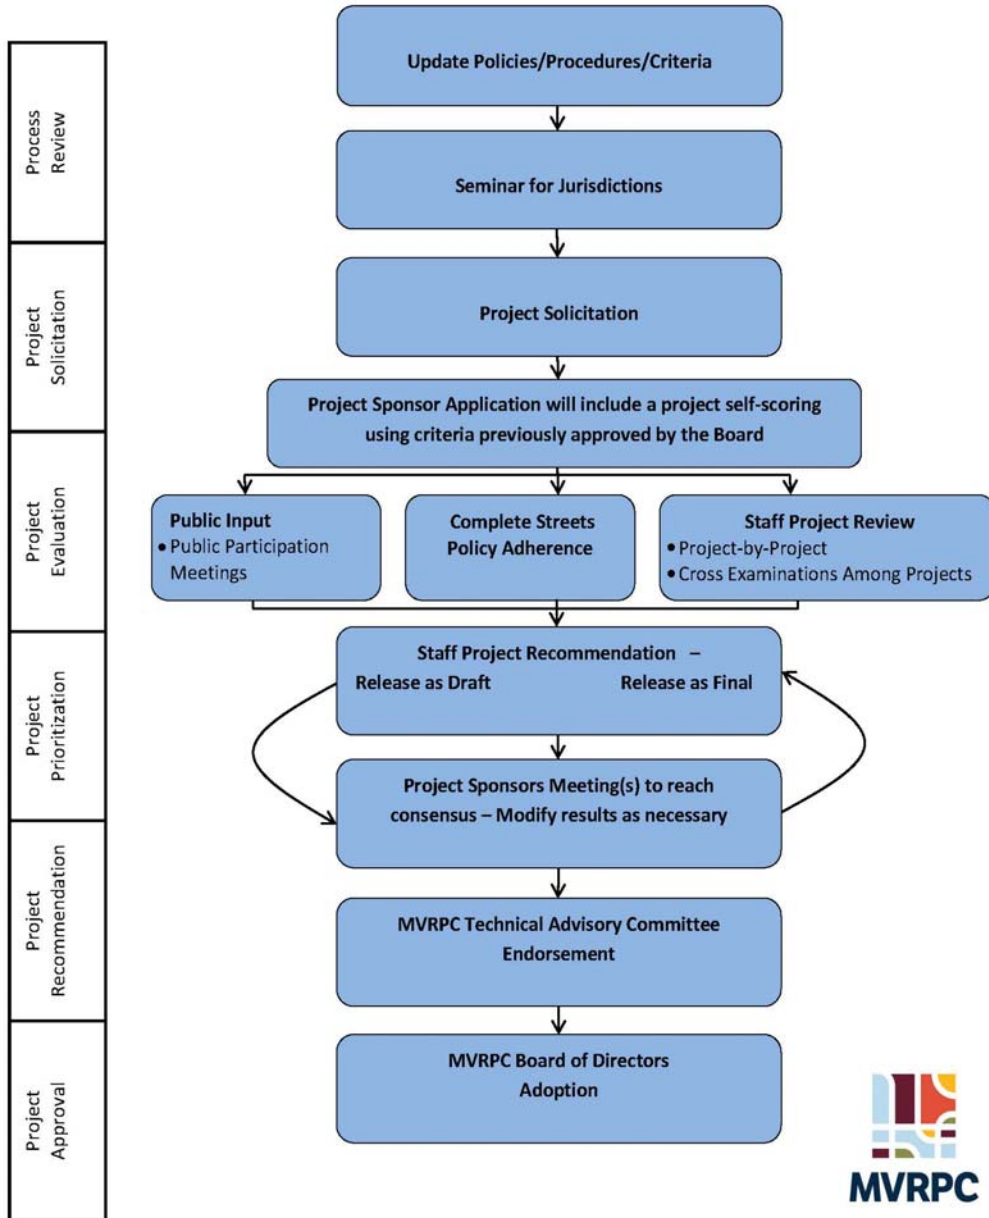 Process
Review
Project
Solicitation
Project
Evaluation
Project
Prioritization
Project
Recommendation
Project
Approval
Update Policies/Procedures/Criteria
Seminar for Jurisdictions
Project Solicitation
Project Sponsor Application will include a project self-scoring
using criteria previously approved by the Board
Public Input
• Public Participation
Meetings
Complete Streets
Policy Adherence
Staff Project Review
• Project-by-Project
• Cross Examinations Among Projects
Staff Project Recommendation –
Release as Draft Release as Final
Project Sponsors Meeting(s) to reach
consensus – Modify results as necessary
MVRPC Technical Advisory Committee
Endorsement
MVRPC Board of Directors
Adoption
MVRPC